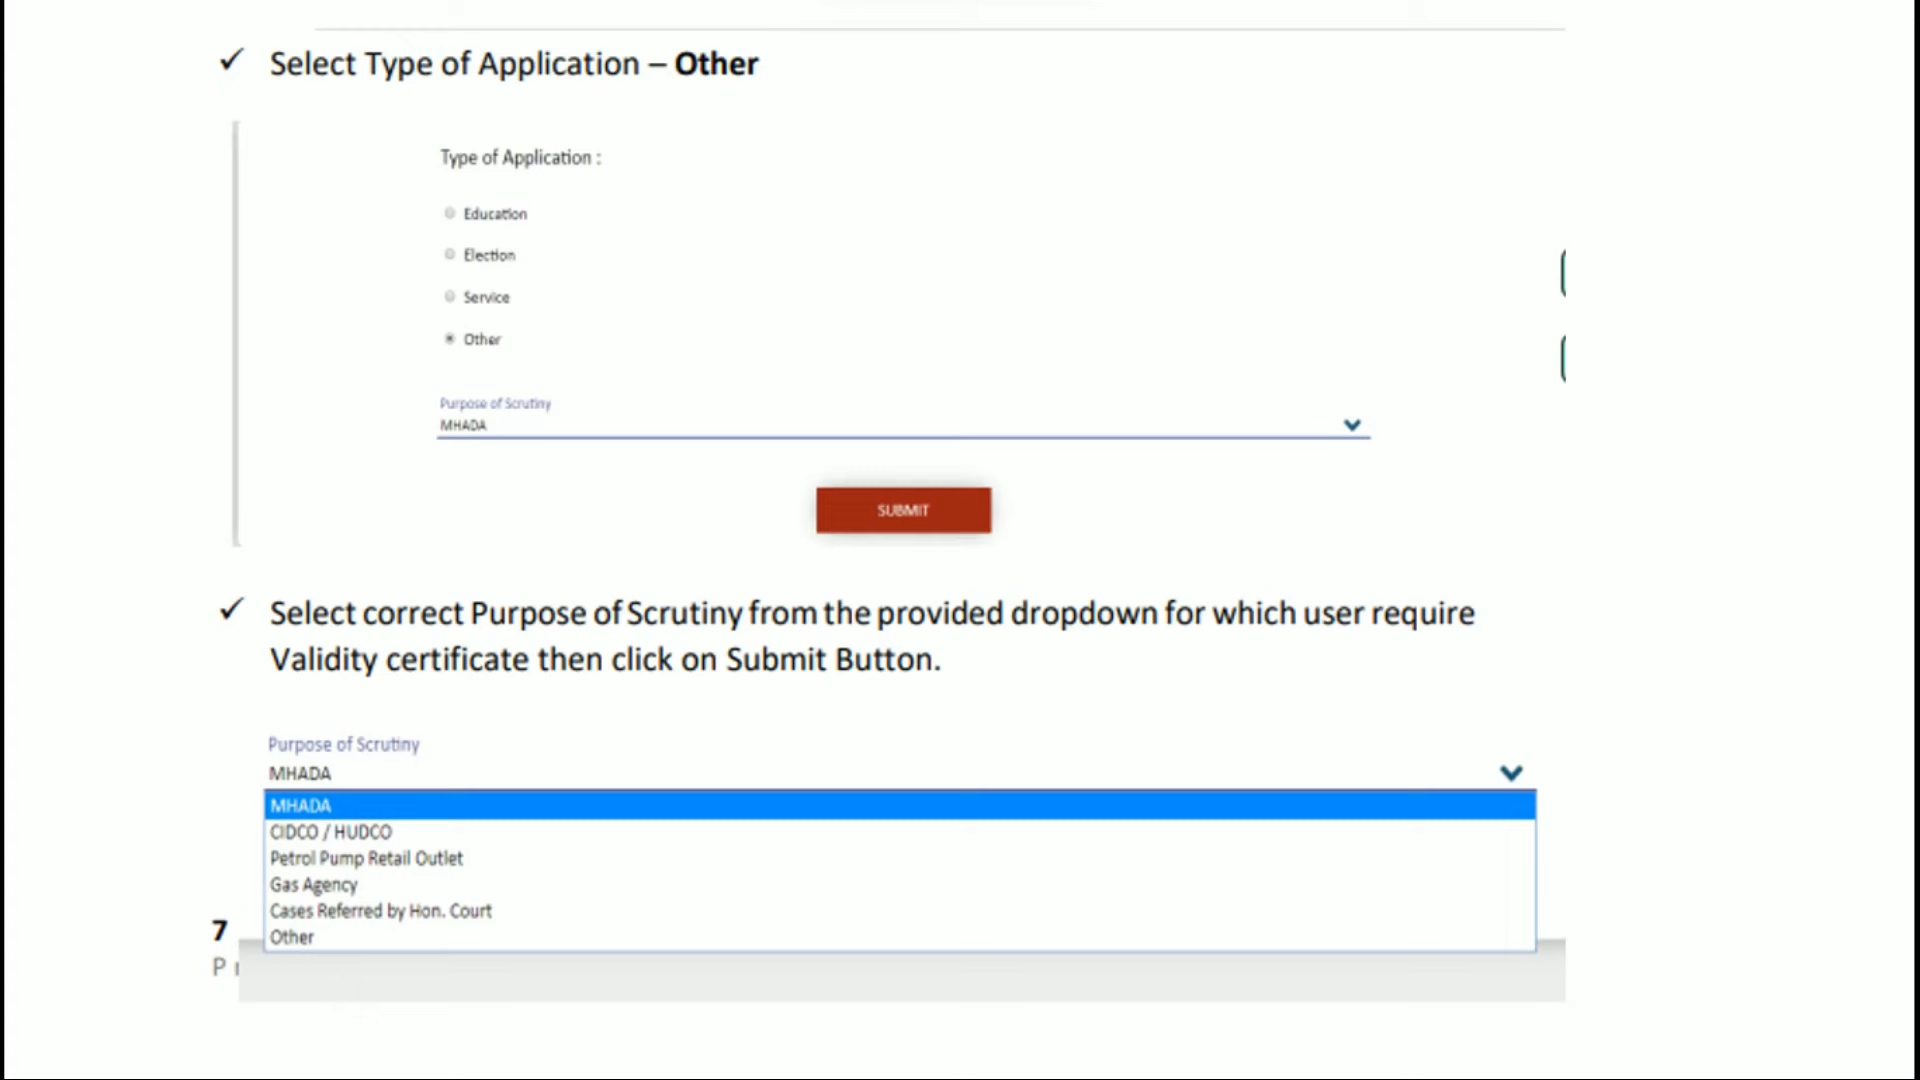 ✓ Select Type of Application – Other
Type of Application :
Education
Election
Service
Other
Purpose of Scrutiny
MHADA
SUBMIT
✓ Select correct Purpose of Scrutiny from the provided dropdown for which user require
Validity certificate then click on Submit Button.
Purpose of Scrutiny
MHADA
MHADA
CIDCO / HUDCO
Petrol Pump Retail Outlet
Gas Agency
Cases Referred by Hon. Court
Other
7
P